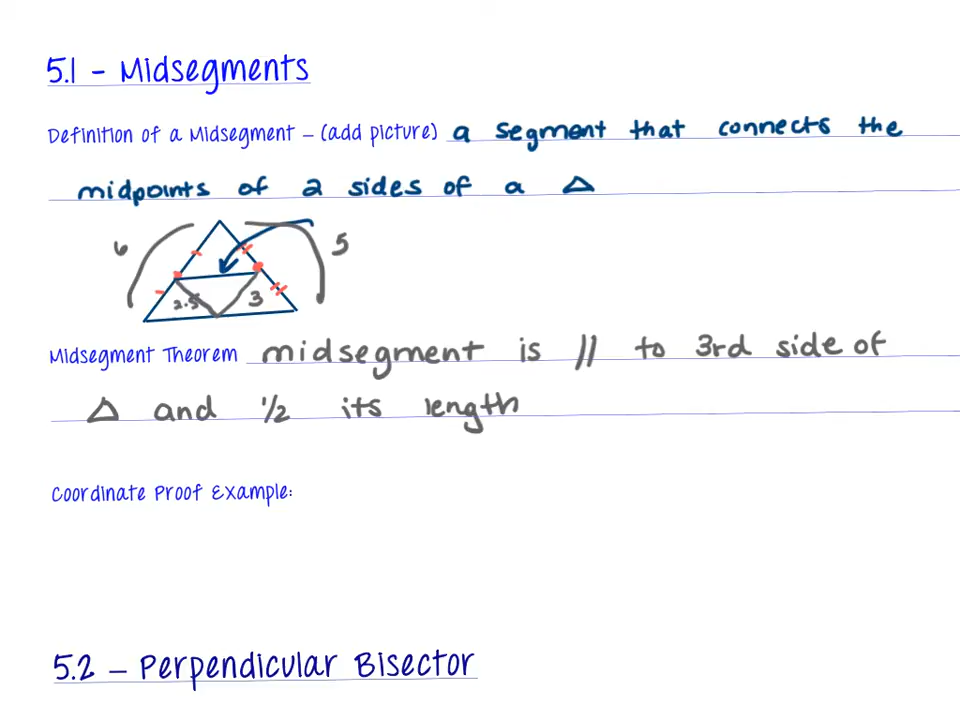 5.1 - Midsegments
Definition of a Midsegment – (add picture) a segment that connects the
midpoints of 2 sides of a Δ
6
5
2.5
3
Midsegment Theorem midsegment is // to 3rd side of
Δ and 1/2 its length
Coordinate Proof Example:
5.2 – Perpendicular Bisector